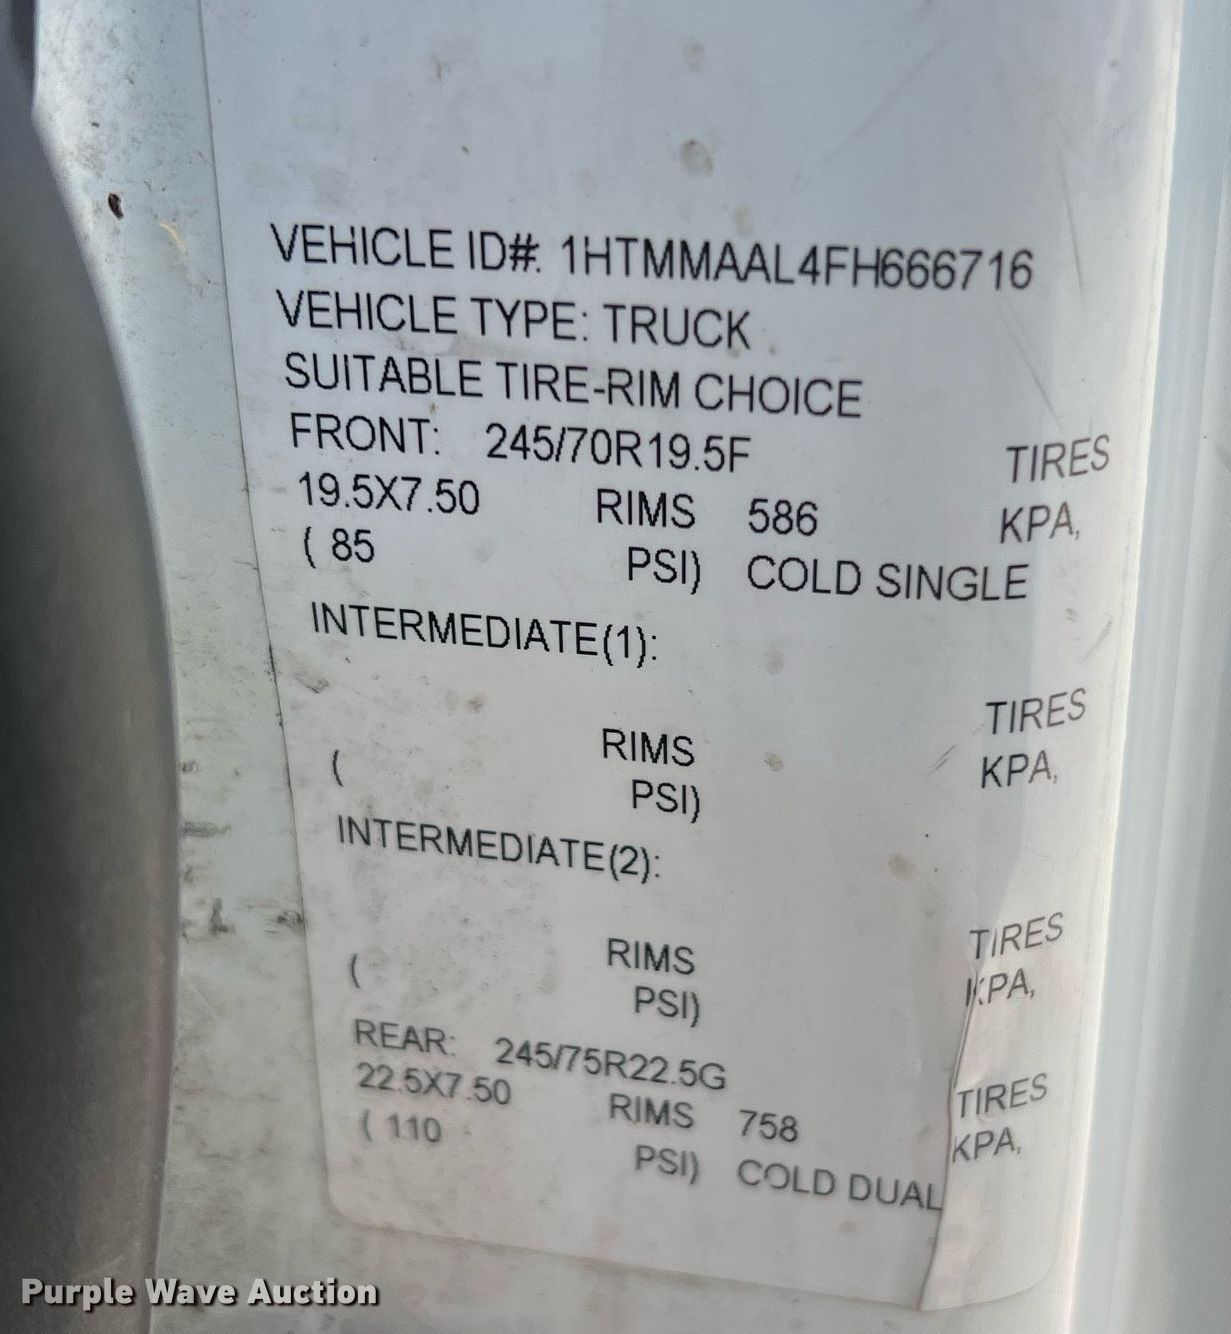 VEHICLE ID#. 1HTMMAAL4FH666716
VEHICLE TYPE: TRUCK
SUITABLE TIRE-RIM CHOICE
FRONT: 245/70R19.5F TIRES
19.5X7.50 RIMS 586 KPA,
( 85 PSI) COLD SINGLE
INTERMEDIATE(1):
TIRES
RIMS KPA,
( PSI)
INTERMEDIATE(2):
TIRES
RIMS KPA,
( PSI)
REAR: 245/75R22.5G TIRES
22.5X7.50 RIMS 758 KPA,
( 110 PSI) COLD DUAL
Purple Wave Auction